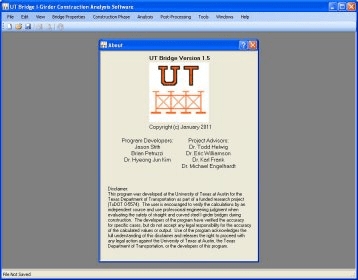 UT Bridge I-Girder Construction Analysis Software
File Edit View Bridge Properties Construction Phase Analysis Post-Processing Tools Windows Help
About
UT Bridge Version 1.5
UT
Copyright (c) January 2011
Program Developers: Project Advisors:
Jason Stith Dr. Todd Helwig
Brian Petruzzi Dr. Eric Williamson
Dr. Hyeong Jun Kim Dr. Karl Frank
Dr. Michael Engelhardt
Disclaimer:
This program was developed at the University of Texas at Austin for the
Texas Department of Transportation as part of a funded research project
(TxDOT 0-5574). The user is encouraged to verify the calculations by an
independent source and use professional engineering judgment when
evaluating the safety of straight and curved steel I-girder bridges during
construction. The developers of the program have verified the accuracy
for specific cases, but do not accept any legal responsibility for the accuracy
of the calculated values or output. Use of the program acknowledges the
full understanding of this disclaimer and releases the user from proceeding with
any legal action against the University of Texas at Austin, the Texas
Department of Transportation, or the developers of this program.
File Not Saved